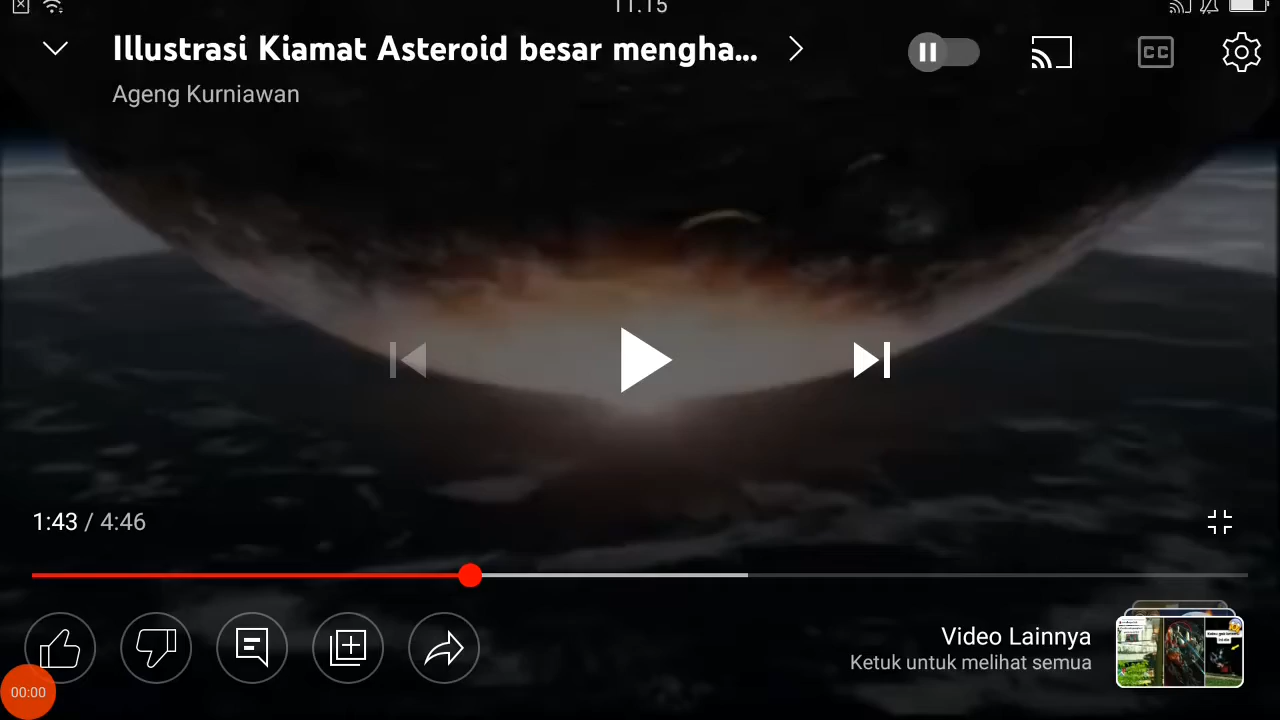 11.15
Illustrasi Kiamat Asteroid besar mengha...
Ageng Kurniawan
CC
1:43 / 4:46
Video Lainnya
Ketuk untuk melihat semua
00:00